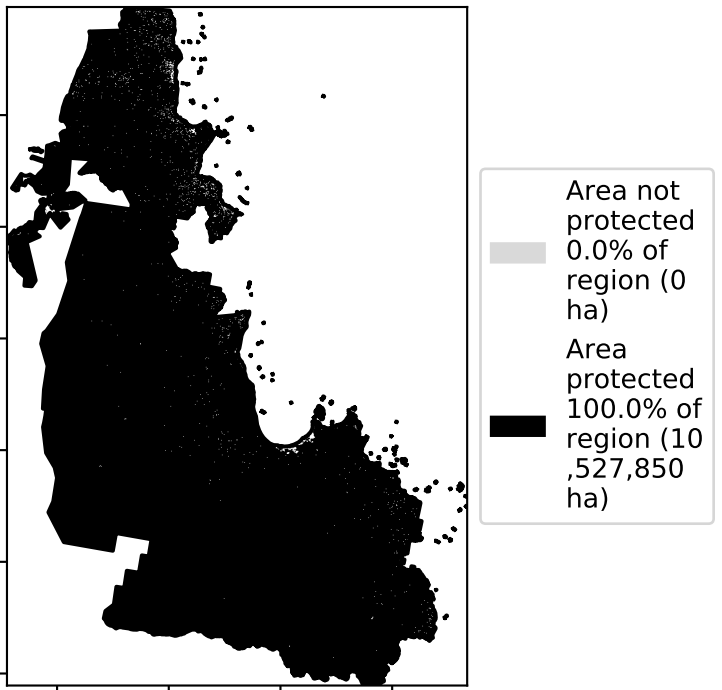 Area not
protected
0.0% of
region (0
ha)
Area
protected
100.0% of
region (10
,527,850
ha)